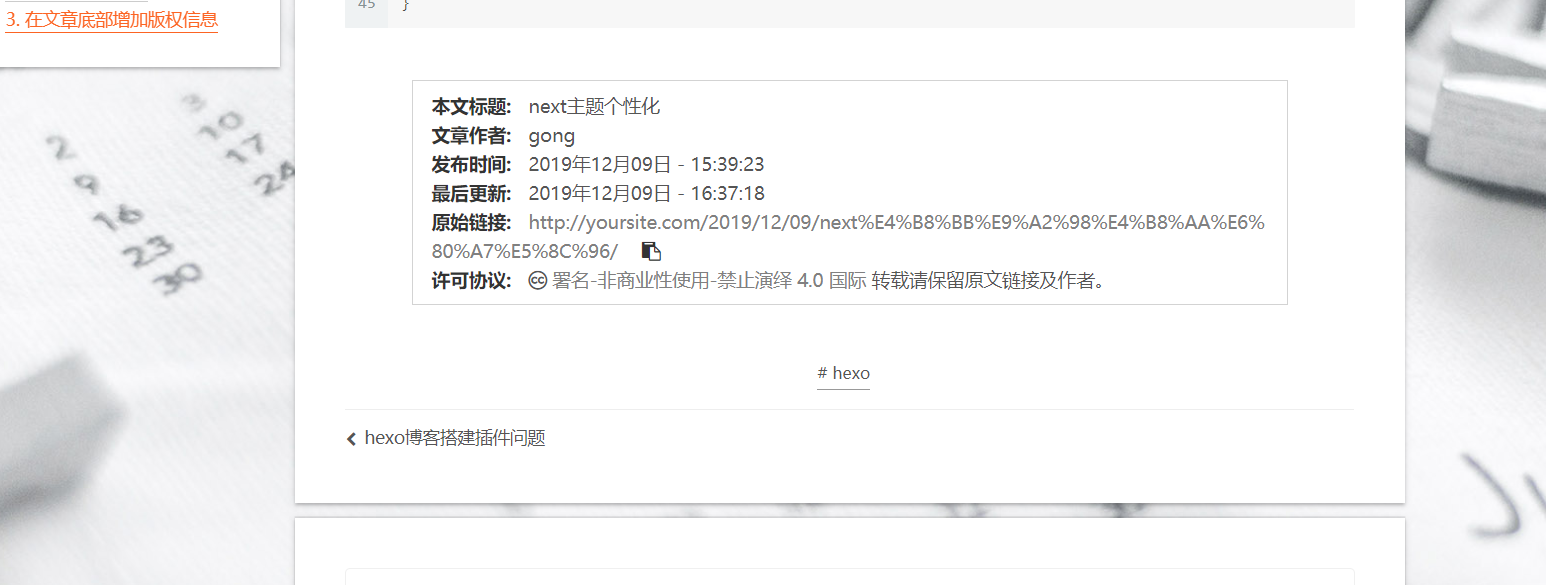 3. 在文章底部增加版权信息
45 }
本文标题: next主题个性化
文章作者: gong
发布时间: 2019年12月09日 - 15:39:23
最后更新: 2019年12月09日 - 16:37:18
原始链接: http://yoursite.com/2019/12/09/next%E4%B8%BB%E9%A2%98%E4%B8%AA%E6%
80%A7%E5%8C%96/
许可协议: cc 署名-非商业性使用-禁止演绎 4.0 国际 转载请保留原文链接及作者。
# hexo
hexo博客搭建插件问题
3
10
17
24
2
9
16
23
30